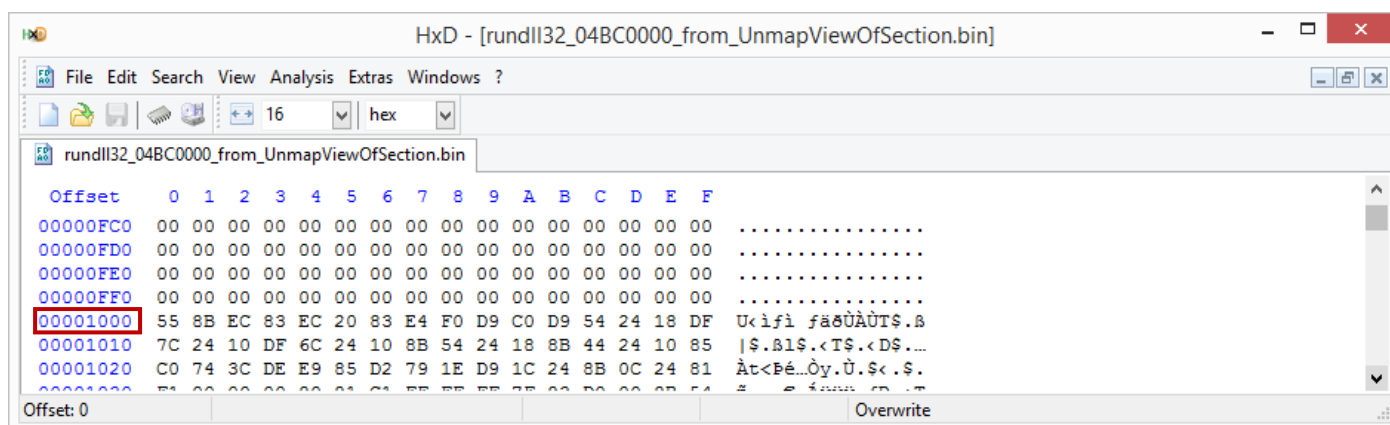 HxD - [rundll32_04BC0000_from_UnmapViewOfSection.bin]
File Edit Search View Analysis Extras Windows ?
16 hex
rundll32_04BC0000_from_UnmapViewOfSection.bin
Offset 0 1 2 3 4 5 6 7 8 9 A B C D E F
00000FC0 00 00 00 00 00 00 00 00 00 00 00 00 00 00 00 00 ................
00000FD0 00 00 00 00 00 00 00 00 00 00 00 00 00 00 00 00 ................
00000FE0 00 00 00 00 00 00 00 00 00 00 00 00 00 00 00 00 ................
00000FF0 00 00 00 00 00 00 00 00 00 00 00 00 00 00 00 00 ................
00001000 55 8B EC 83 EC 20 83 E4 F0 D9 C0 D9 54 24 18 DF U‹ìƒì ƒäðÙÀÙT$.ß
00001010 7C 24 10 DF 6C 24 10 8B 54 24 18 8B 44 24 10 85 |$.ßl$.‹T$.‹D$.…
00001020 C0 74 3C DE E9 85 D2 79 1E D9 1C 24 8B 0C 24 81 Àt<Þé…Òy.Ù.$‹.$.
Offset: 0 Overwrite